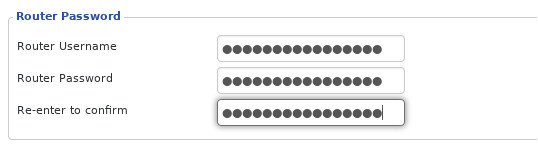 Router Password
Router Username ●●●●●●●●●●●●●●●●
Router Password ●●●●●●●●●●●●●●●●
Re-enter to confirm ●●●●●●●●●●●●●●●●